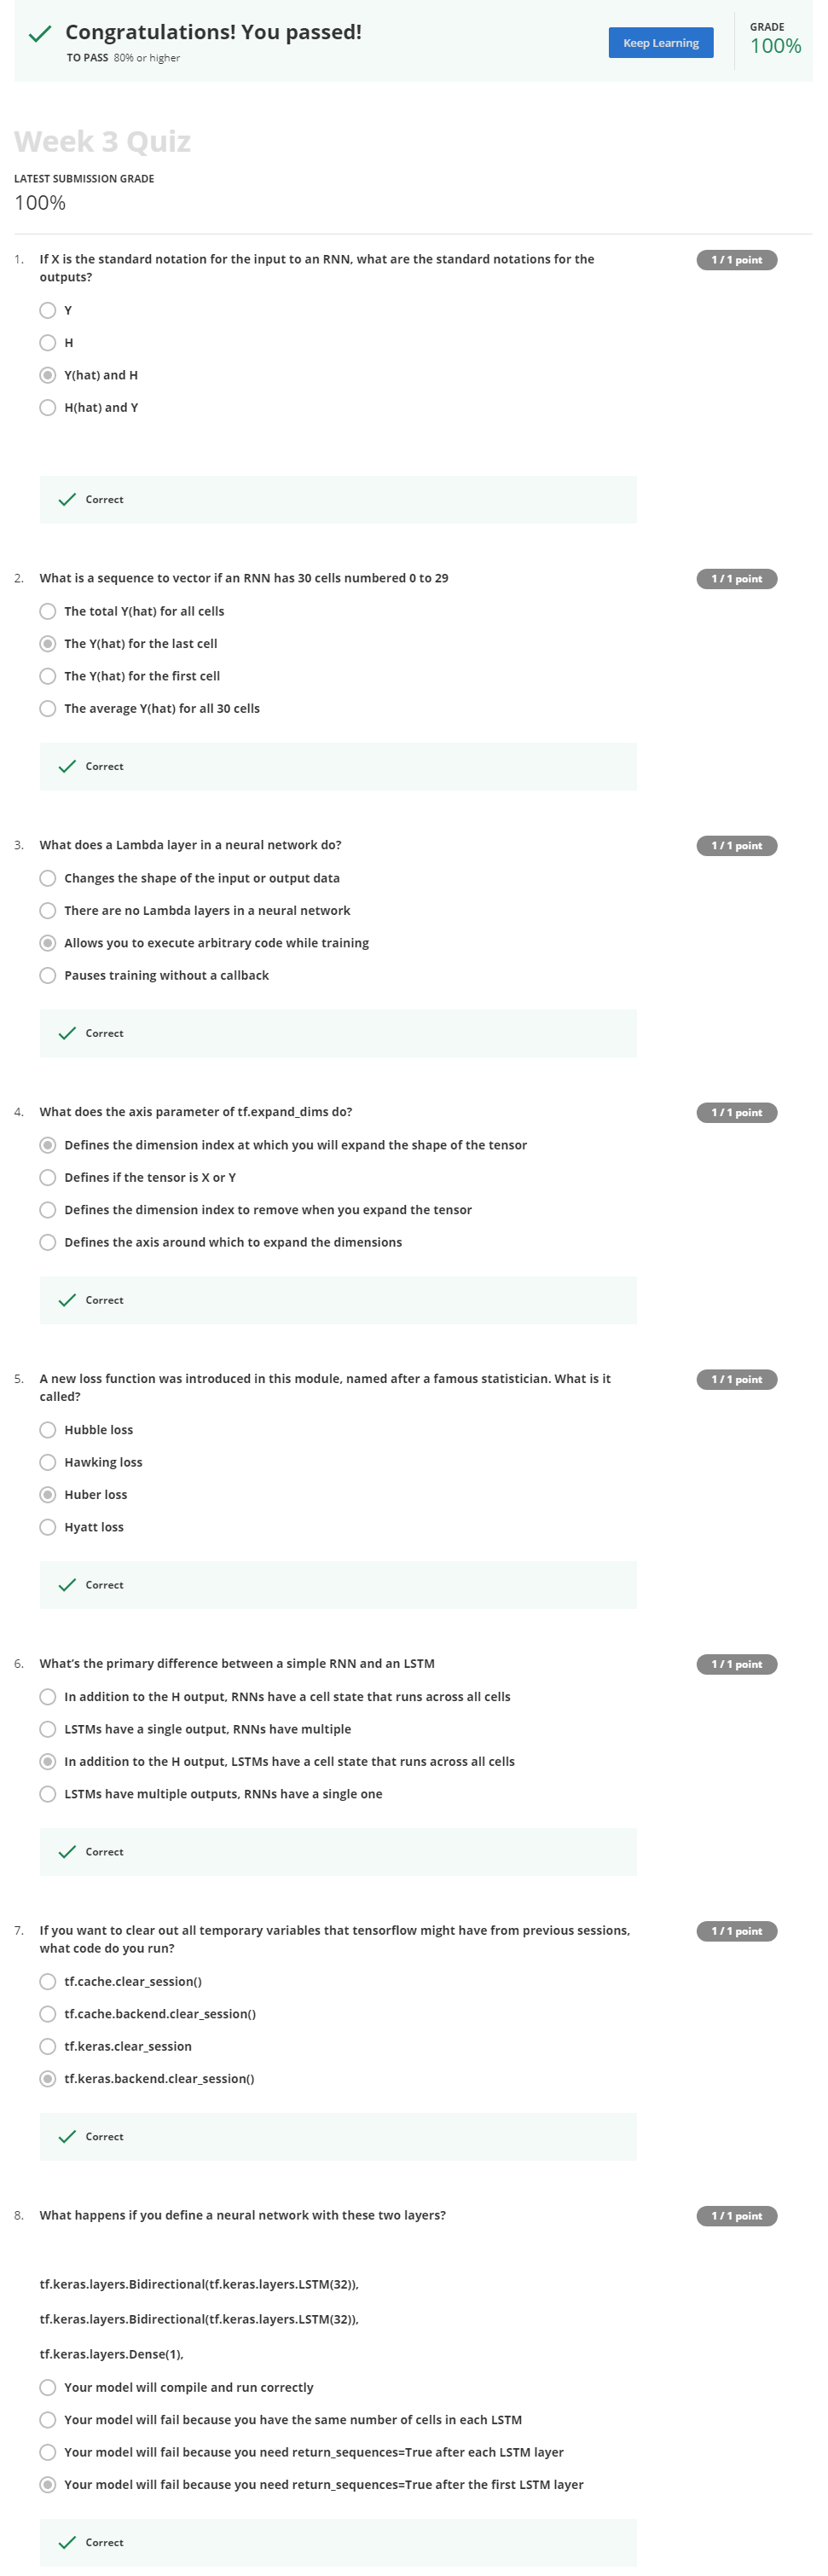 Congratulations! You passed!
TO PASS 80% or higher
Keep Learning
GRADE
100%
Week 3 Quiz
LATEST SUBMISSION GRADE
100%
1. If X is the standard notation for the input to an RNN, what are the standard notations for the
outputs?
1 / 1 point
Y
H
Y(hat) and H
H(hat) and Y
Correct
2. What is a sequence to vector if an RNN has 30 cells numbered 0 to 29
1 / 1 point
The total Y(hat) for all cells
The Y(hat) for the last cell
The Y(hat) for the first cell
The average Y(hat) for all 30 cells
Correct
3. What does a Lambda layer in a neural network do?
1 / 1 point
Changes the shape of the input or output data
There are no Lambda layers in a neural network
Allows you to execute arbitrary code while training
Pauses training without a callback
Correct
4. What does the axis parameter of tf.expand_dims do?
1 / 1 point
Defines the dimension index at which you will expand the shape of the tensor
Defines if the tensor is X or Y
Defines the dimension index to remove when you expand the tensor
Defines the axis around which to expand the dimensions
Correct
5. A new loss function was introduced in this module, named after a famous statistician. What is it
called?
1 / 1 point
Hubble loss
Hawking loss
Huber loss
Hyatt loss
Correct
6. What’s the primary difference between a simple RNN and an LSTM
1 / 1 point
In addition to the H output, RNNs have a cell state that runs across all cells
LSTMs have a single output, RNNs have multiple
In addition to the H output, LSTMs have a cell state that runs across all cells
LSTMs have multiple outputs, RNNs have a single one
Correct
7. If you want to clear out all temporary variables that tensorflow might have from previous sessions,
what code do you run?
1 / 1 point
tf.cache.clear_session()
tf.cache.backend.clear_session()
tf.keras.clear_session
tf.keras.backend.clear_session()
Correct
8. What happens if you define a neural network with these two layers?
1 / 1 point
tf.keras.layers.Bidirectional(tf.keras.layers.LSTM(32)),
tf.keras.layers.Bidirectional(tf.keras.layers.LSTM(32)),
tf.keras.layers.Dense(1),
Your model will compile and run correctly
Your model will fail because you have the same number of cells in each LSTM
Your model will fail because you need return_sequences=True after each LSTM layer
Your model will fail because you need return_sequences=True after the first LSTM layer
Correct